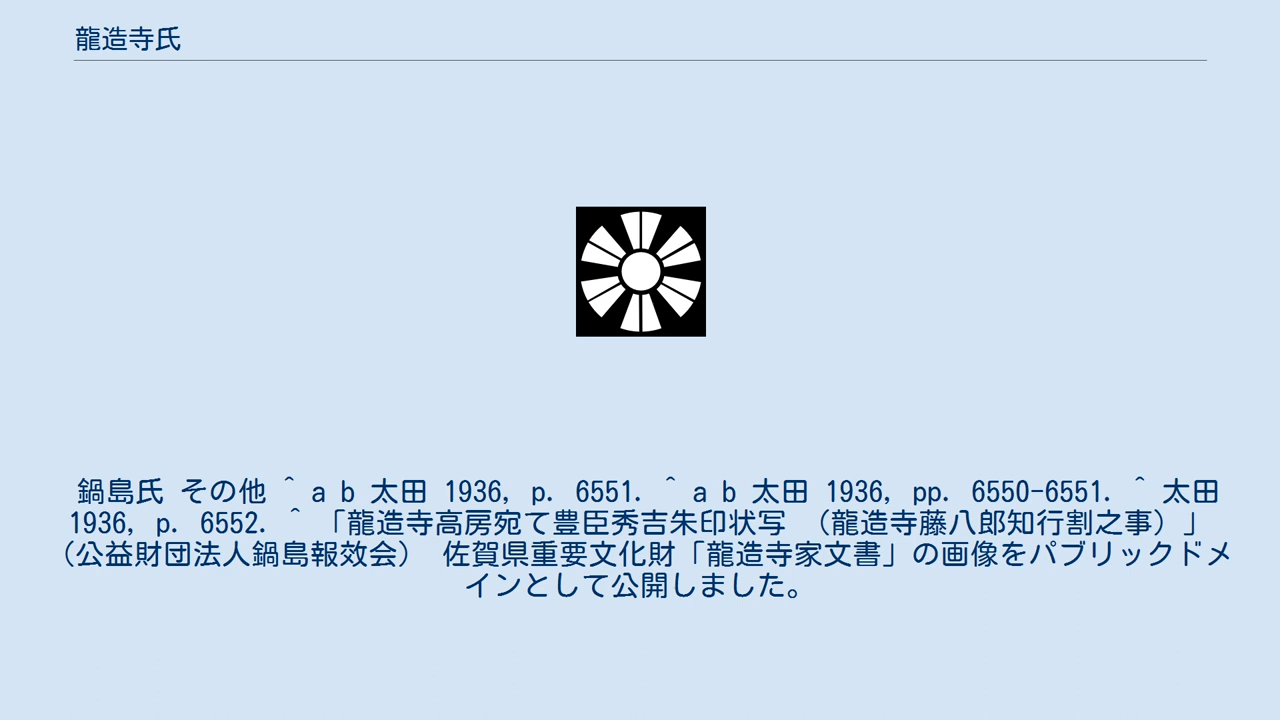 龍造寺氏
鍋島氏 その他 ^ a b 太田 1936, p. 6551. ^ a b 太田 1936, pp. 6550-6551. ^ 太田
1936, p. 6552. ^ 「龍造寺高房宛て豊臣秀吉朱印状写 （龍造寺藤八郎知行割之事）」
（公益財団法人鍋島報效会） 佐賀県重要文化財「龍造寺家文書」の画像をパブリックドメ
インとして公開しました。